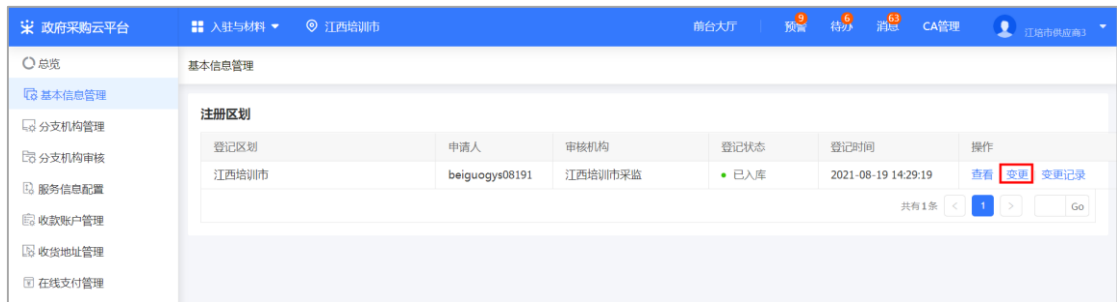 政府采购云平台 入驻与材料 江西培训市 前台大厅 预警 9 待办 6 消息 63 CA管理 江培市供应商3
总览
基本信息管理
分支机构管理
分支机构审核
服务信息配置
收款账户管理
收货地址管理
在线支付管理
基本信息管理
注册区划
登记区划 申请人 审核机构 登记状态 登记时间 操作
江西培训市 beiguogys08191 江西培训市采监 已入库 2021-08-19 14:29:19 查看 变更 变更记录
共有1条 < 1 > Go